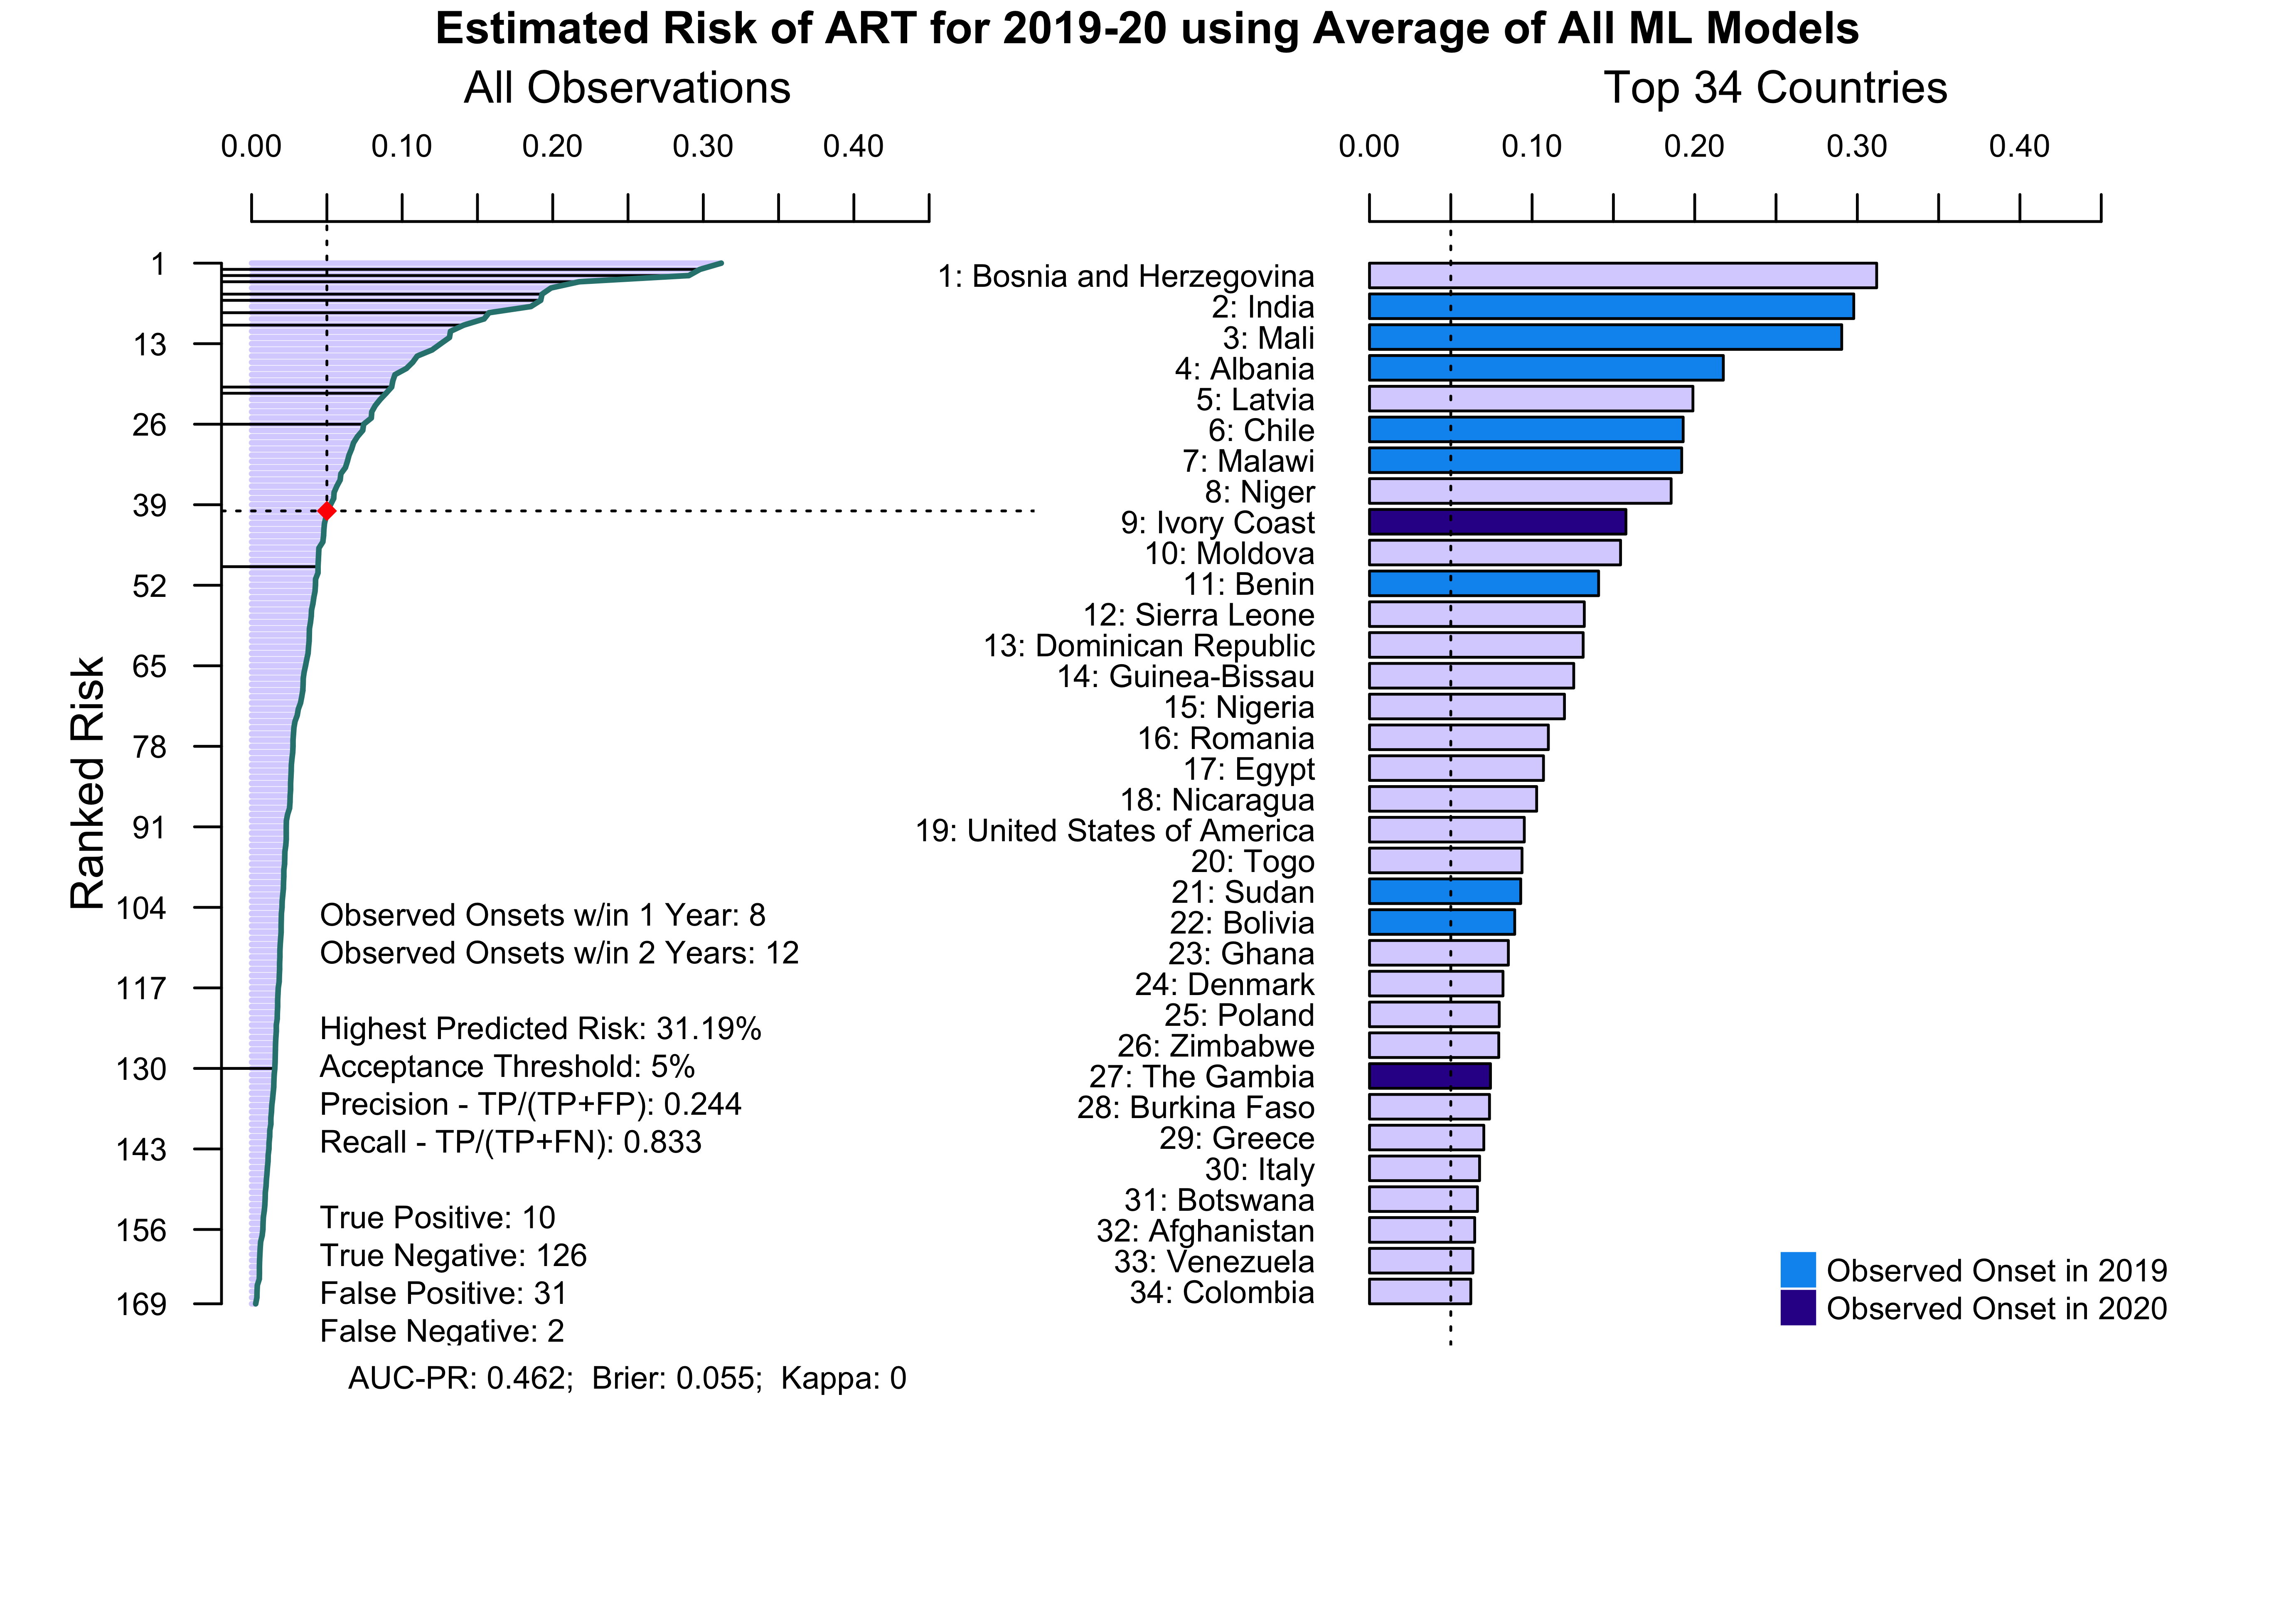 Estimated Risk of ART for 2019-20 using Average of All ML Models
All Observations
0.00 0.10 0.20 0.30 0.40
Ranked Risk
1
13
26
39
52
65
78
91
104
117
130
143
156
169
Observed Onsets w/in 1 Year: 8
Observed Onsets w/in 2 Years: 12
Highest Predicted Risk: 31.19%
Acceptance Threshold: 5%
Precision - TP/(TP+FP): 0.244
Recall - TP/(TP+FN): 0.833
True Positive: 10
True Negative: 126
False Positive: 31
False Negative: 2
AUC-PR: 0.462; Brier: 0.055; Kappa: 0
Top 34 Countries
0.00 0.10 0.20 0.30 0.40
1: Bosnia and Herzegovina
2: India
3: Mali
4: Albania
5: Latvia
6: Chile
7: Malawi
8: Niger
9: Ivory Coast
10: Moldova
11: Benin
12: Sierra Leone
13: Dominican Republic
14: Guinea-Bissau
15: Nigeria
16: Romania
17: Egypt
18: Nicaragua
19: United States of America
20: Togo
21: Sudan
22: Bolivia
23: Ghana
24: Denmark
25: Poland
26: Zimbabwe
27: The Gambia
28: Burkina Faso
29: Greece
30: Italy
31: Botswana
32: Afghanistan
33: Venezuela
34: Colombia
Observed Onset in 2019
Observed Onset in 2020